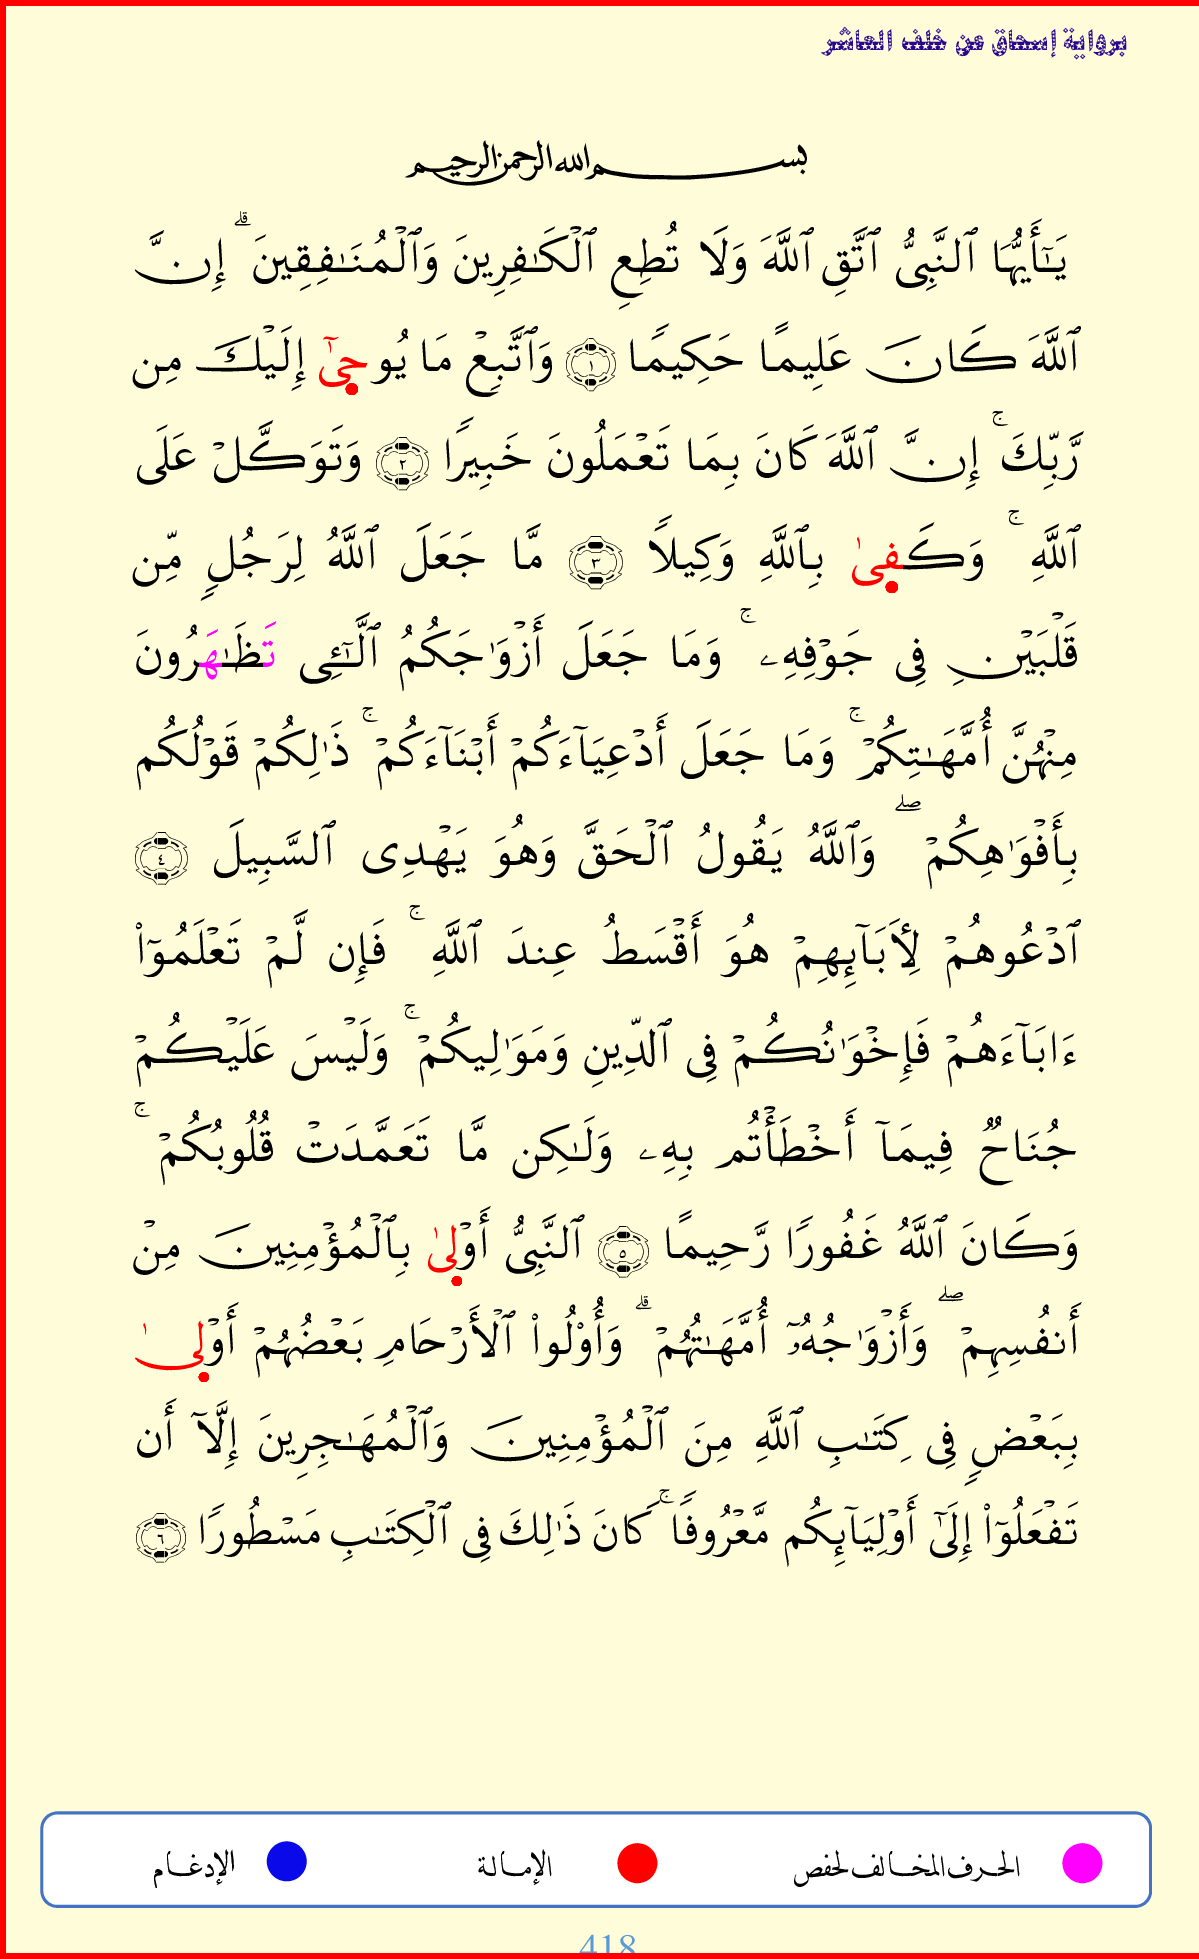 برواية إسحاق عن خلف العاشر
بسم الله الرحمن الرحيم
يَـٰٓأَيُّهَا ٱلنَّبِىُّ ٱتَّقِ ٱللَّهَ وَلَا تُطِعِ ٱلْكَـٰفِرِينَ وَٱلْمُنَـٰفِقِينَ ۗ إِنَّ
ٱللَّهَ كَانَ عَلِيمًا حَكِيمًا ١ وَٱتَّبِعْ مَا يُوحِىٰٓ إِلَيْكَ مِن
رَّبِّكَ ۚ إِنَّ ٱللَّهَ كَانَ بِمَا تَعْمَلُونَ خَبِيرًا ٢ وَتَوَكَّلْ عَلَى
ٱللَّهِ ۚ وَكَفِىٰ بِٱللَّهِ وَكِيلًا ٣ مَّا جَعَلَ ٱللَّهُ لِرَجُلٍ مِّن
قَلْبَيْنِ فِى جَوْفِهِۦ ۚ وَمَا جَعَلَ أَزْوَٰجَكُمُ ٱلَّـٰٓـِٔى تَظَـٰهَرُونَ
مِنْهُنَّ أُمَّهَـٰتِكُمْ ۚ وَمَا جَعَلَ أَدْعِيَآءَكُمْ أَبْنَآءَكُمْ ۚ ذَٰلِكُمْ قَوْلُكُم
بِأَفْوَٰهِكُمْ ۖ وَٱللَّهُ يَقُولُ ٱلْحَقَّ وَهُوَ يَهْدِى ٱلسَّبِيلَ ٤
ٱدْعُوهُمْ لِأَبَآئِهِمْ هُوَ أَقْسَطُ عِندَ ٱللَّهِ ۚ فَإِن لَّمْ تَعْلَمُوٓا۟
ءَابَآءَهُمْ فَإِخْوَٰنُكُمْ فِى ٱلدِّينِ وَمَوَٰلِيكُمْ ۚ وَلَيْسَ عَلَيْكُمْ
جُنَاحٌ فِيمَآ أَخْطَأْتُم بِهِۦ وَلَـٰكِن مَّا تَعَمَّدَتْ قُلُوبُكُمْ ۚ
وَكَانَ ٱللَّهُ غَفُورًا رَّحِيمًا ٥ ٱلنَّبِىُّ أَوْلِىٰ بِٱلْمُؤْمِنِينَ مِنْ
أَنفُسِهِمْ ۖ وَأَزْوَٰجُهُۥٓ أُمَّهَـٰتُهُمْ ۗ وَأُو۟لُوا۟ ٱلْأَرْحَامِ بَعْضُهُمْ أَوْلِىٰ
بِبَعْضٍ فِى كِتَـٰبِ ٱللَّهِ مِنَ ٱلْمُؤْمِنِينَ وَٱلْمُهَـٰجِرِينَ إِلَّآ أَن
تَفْعَلُوٓا۟ إِلَىٰٓ أَوْلِيَآئِكُم مَّعْرُوفًا ۚ كَانَ ذَٰلِكَ فِى ٱلْكِتَـٰبِ مَسْطُورًا ٦
الحرف المخالف لحفص الإمالة الإدغام
418